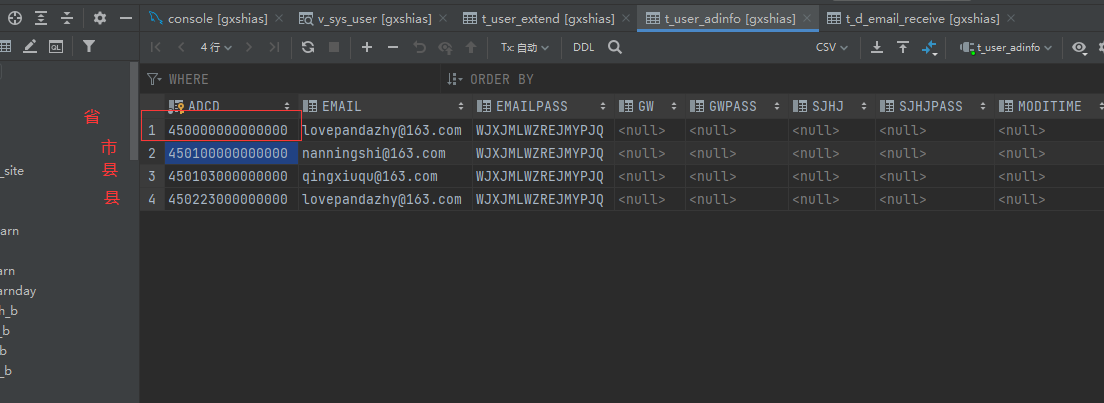 console [gxshias] v_sys_user [gxshias] t_user_extend [gxshias] t_user_adinfo [gxshias] t_d_email_receive [gxshias]
QL 4 行 Tx: 自动 DDL CSV t_user_adinfo
WHERE ORDER BY
ADCD EMAIL EMAILPASS GW GWPASS SJHJ SJHJPASS MODITIME
省 1 450000000000000 lovepandazhy@163.com WJXJMLWZREJMYPJQ <null> <null> <null> <null> <null>
市 2 450100000000000 nanningshi@163.com WJXJMLWZREJMYPJQ <null> <null> <null> <null> <null>
_site 县 3 450103000000000 qingxiuqu@163.com WJXJMLWZREJMYPJQ <null> <null> <null> <null> <null>
县 4 450223000000000 lovepandazhy@163.com WJXJMLWZREJMYPJQ <null> <null> <null> <null> <null>
arn
arn
arnday
h_b
_b
b
_b